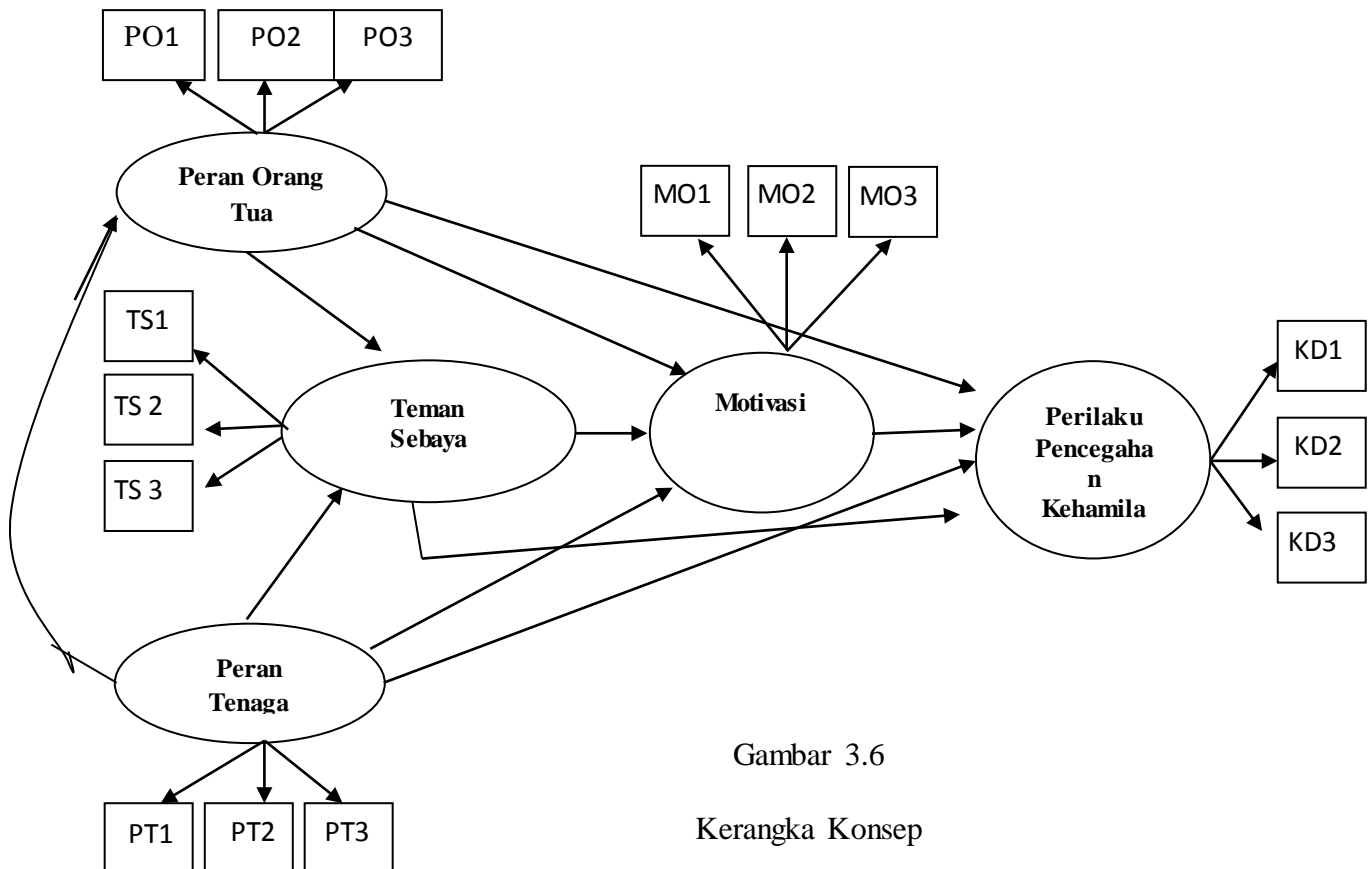 PO1 PO2 PO3
Peran Orang
Tua
MO1 MO2 MO3
TS1
TS 2
TS 3
Teman
Sebaya
Motivasi
Perilaku
Pencegaha
n
Kehamila
KD1
KD2
KD3
Peran
Tenaga
PT1 PT2 PT3
Gambar 3.6
Kerangka Konsep